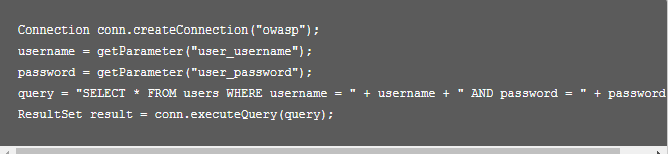 Connection conn.createConnection("owasp");
username = getParameter("user_username");
password = getParameter("user_password");
query = "SELECT * FROM users WHERE username = " + username + " AND password = " + password
ResultSet result = conn.executeQuery(query);